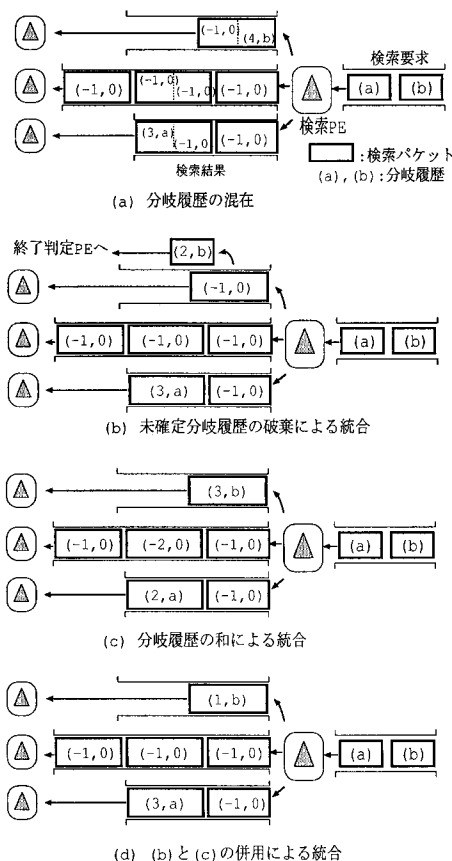 (-1,0) (4,b)
検索要求
(-1,0) (-1,0) (-1,0) (-1,0) (a) (b)
検索PE
(3,a) (-1,0) (-1,0)
検索結果
:検索パケット
(a),(b):分岐履歴
(a) 分岐履歴の混在
終了判定PEへ (2,b)
(-1,0)
(-1,0) (-1,0) (-1,0) (a) (b)
(3,a) (-1,0)
(b) 未確定分岐履歴の破棄による統合
(3,b)
(-1,0) (-2,0) (-1,0) (a) (b)
(2,a) (-1,0)
(c) 分岐履歴の和による統合
(1,b)
(-1,0) (-1,0) (-1,0) (a) (b)
(3,a) (-1,0)
(d) (b)と(c)の併用による統合